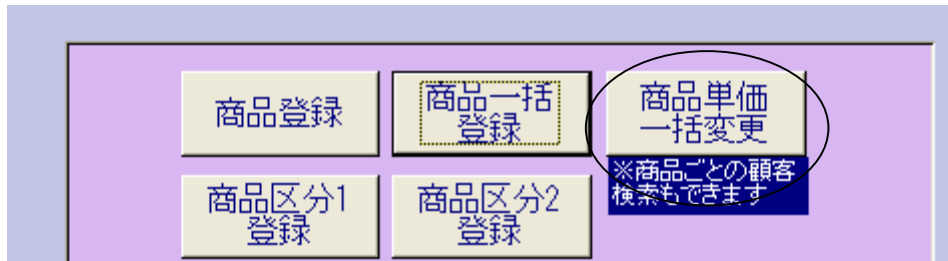 商品登録
商品一括
登録
商品単価
一括変更
※商品ごとの顧客
検索もできます
商品区分1
登録
商品区分2
登録